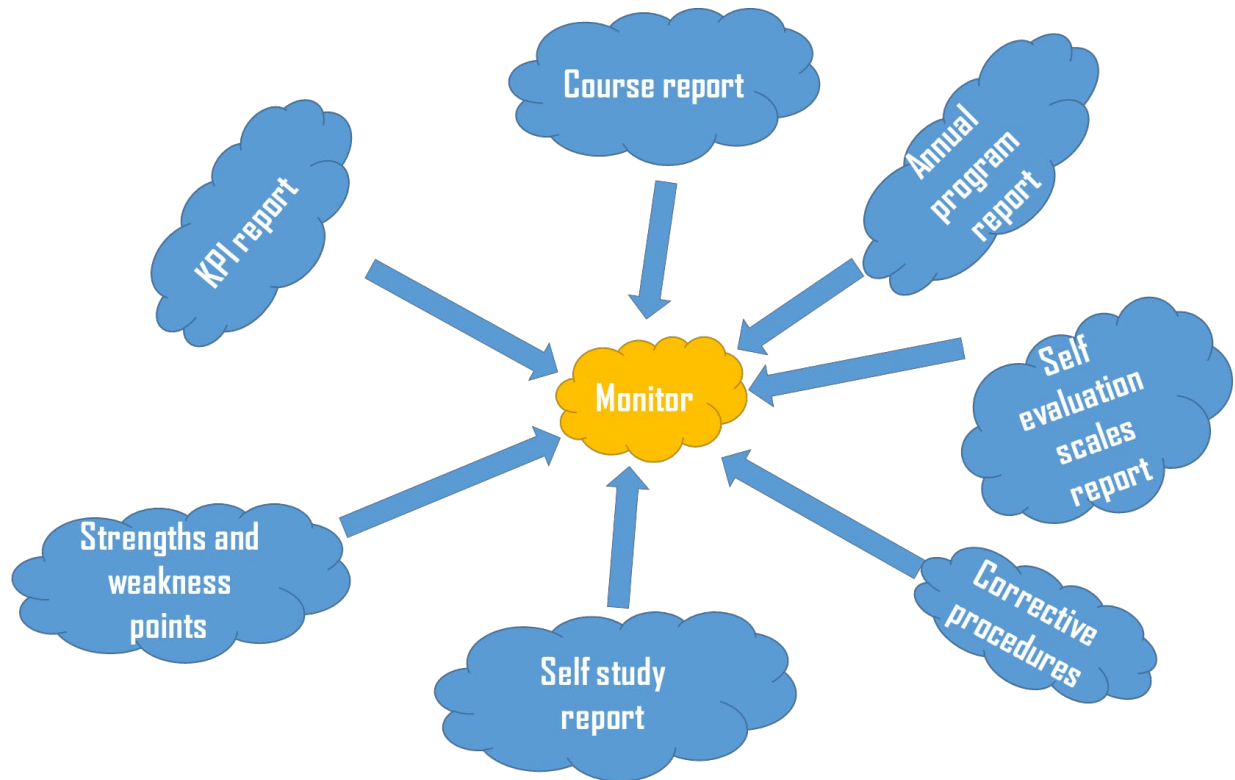 Course report
Annual
program
report
KPI report
Self
evaluation
scales
report
Monitor
Strengths and
weakness
points
Corrective
procedures
Self study
report